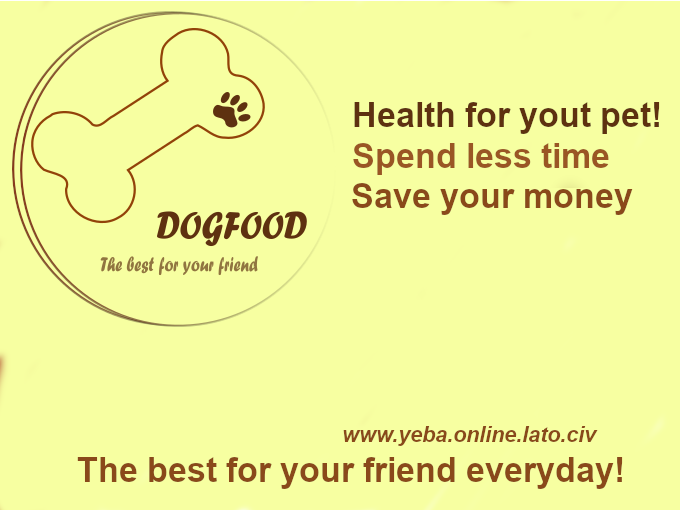 DOGFOOD
The best for your friend
Health for yout pet!
Spend less time
Save your money
www.yeba.online.lato.civ
The best for your friend everyday!